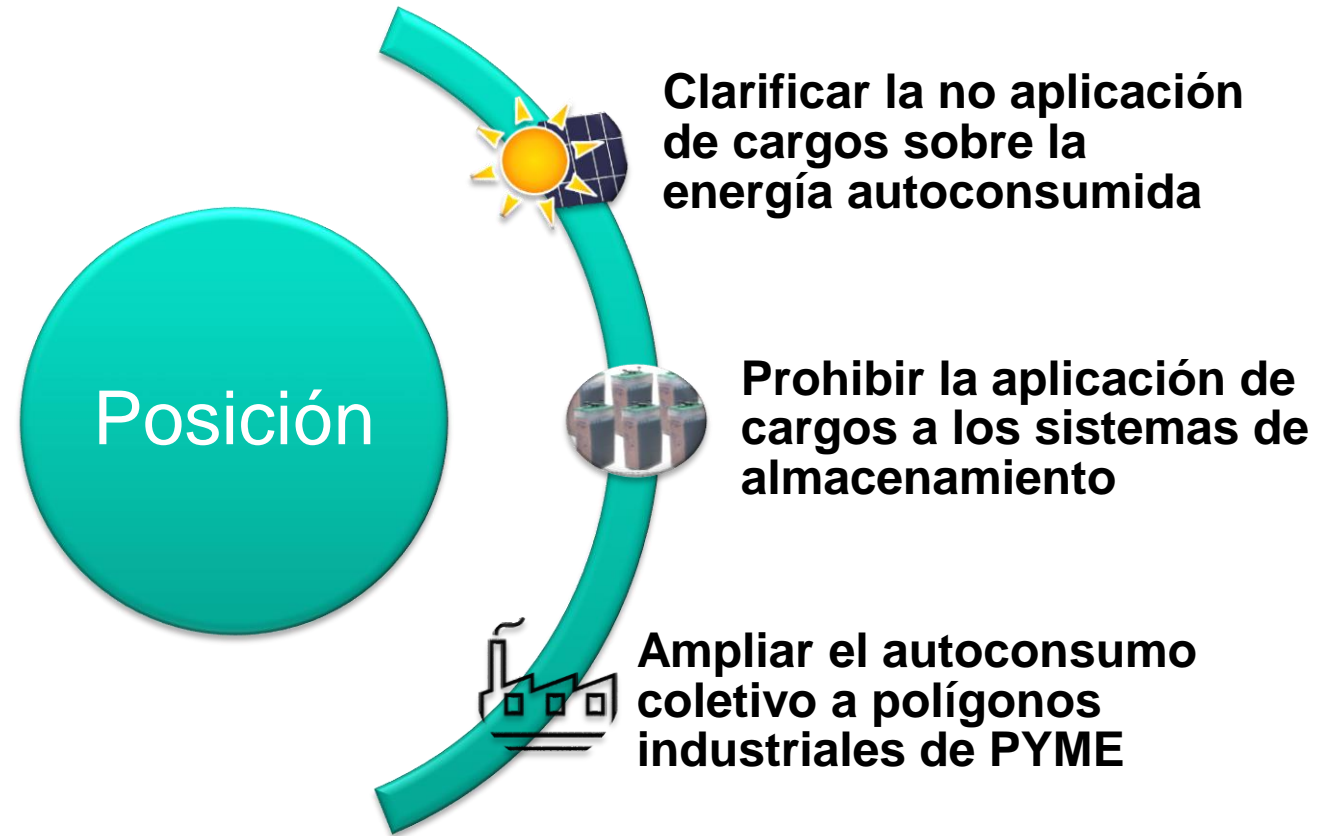 Posición
Clarificar la no aplicación
de cargos sobre la
energía autoconsumida
Prohibir la aplicación de
cargos a los sistemas de
almacenamiento
Ampliar el autoconsumo
coletivo a polígonos
industriales de PYME